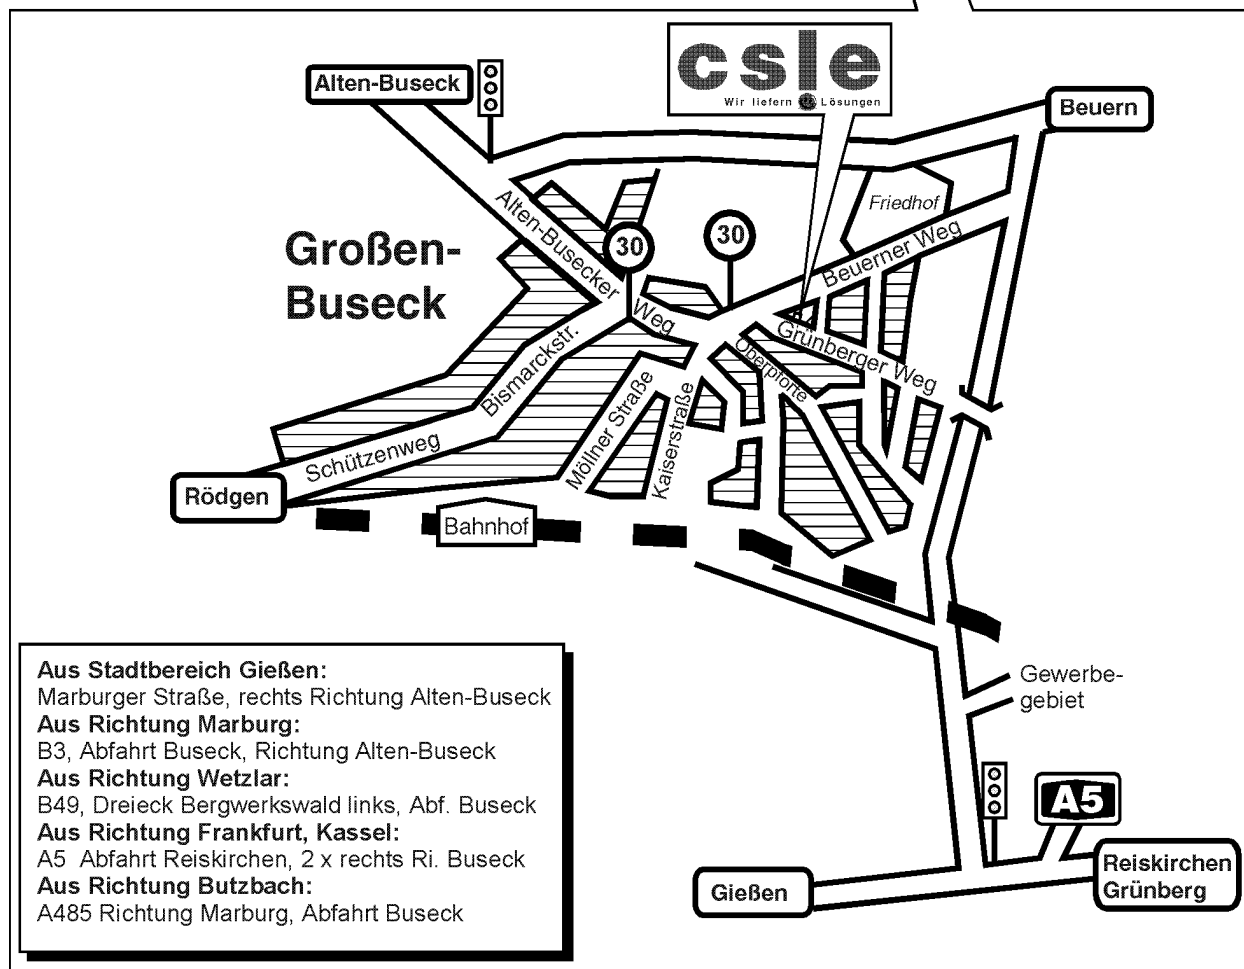 csle
Wir liefern Lösungen
Alten-Buseck
Beuern
Friedhof
Großen-
Buseck
30
30
Alten-Busecker
Weg
Beuerner Weg
Grünberger Weg
Oberpforte
Bismarckstr.
Möllner Straße
Kaiserstraße
Schützenweg
Rödgen
Bahnhof
Gewerbe-
gebiet
A5
Reiskirchen
Grünberg
Gießen
Aus Stadtbereich Gießen:
Marburger Straße, rechts Richtung Alten-Buseck
Aus Richtung Marburg:
B3, Abfahrt Buseck, Richtung Alten-Buseck
Aus Richtung Wetzlar:
B49, Dreieck Bergwerkswald links, Abf. Buseck
Aus Richtung Frankfurt, Kassel:
A5 Abfahrt Reiskirchen, 2 x rechts Ri. Buseck
Aus Richtung Butzbach:
A485 Richtung Marburg, Abfahrt Buseck